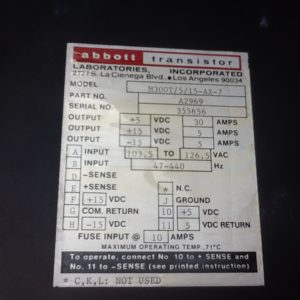 abbott transistor
LABORATORIES, INCORPORATED
2727 S. La Cienega Blvd., • Los Angeles 90034
MODEL M300T/5/15-AX-7
PART NO. A2969
SERIAL NO. 355656
OUTPUT +5 VDC 30 AMPS
OUTPUT +15 VDC 5 AMPS
OUTPUT -15 VDC 5 AMPS
A INPUT 103.5 TO 126.5 VAC
B INPUT 47-440 Hz
D -SENSE
E +SENSE * N.C.
F +15 VDC J GROUND
G COM. RETURN 10 +5 VDC
H -15 VDC 11 5 VDC RETURN
FUSE INPUT @ 10 AMPS
MAXIMUM OPERATING TEMP. 71°C
To operate, connect No. 10 to + SENSE and
No. 11 to -SENSE (see printed instruction)
* C,K,L: NOT USED